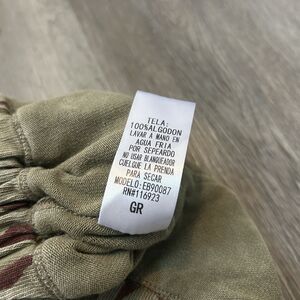 TELA:
100%ALGODON
LAVAR A MANO EN
AGUA FRIA
POR SEPEARDO
NO USAR BLANQUEADOR
CUELGUE LA PRENDA
PARA SECAR
MODELO:EB90087
RN#116923
GR